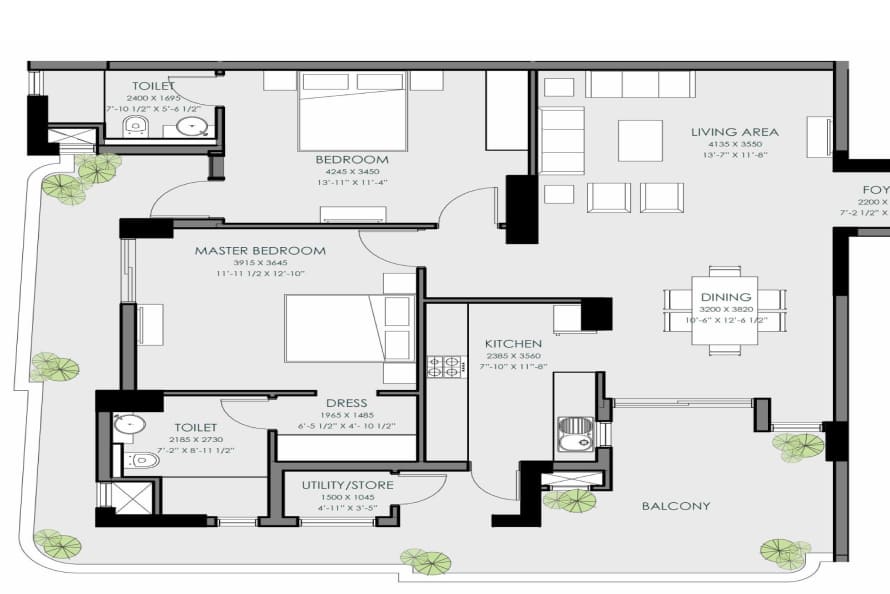 TOILET
2400 X 1695
7'-10 1/2" X 5'-6 1/2"
BEDROOM
4245 X 3450
13'-11" X 11'-4"
LIVING AREA
4135 X 3550
13'-7" X 11'-8"
FOY
2200 X
7'-2 1/2" X
MASTER BEDROOM
3915 X 3645
11'-11 1/2 X 12'-10"
DINING
3200 X 3820
10'-6" X 12'-6 1/2"
KITCHEN
2385 X 3560
7"-10" X 11'-8"
DRESS
1965 X 1485
6'-5 1/2" X 4'- 10 1/2"
TOILET
2185 X 2730
7'-2" X 8'-11 1/2"
UTILITY/STORE
1500 X 1045
4'-11" X 3'-5"
BALCONY